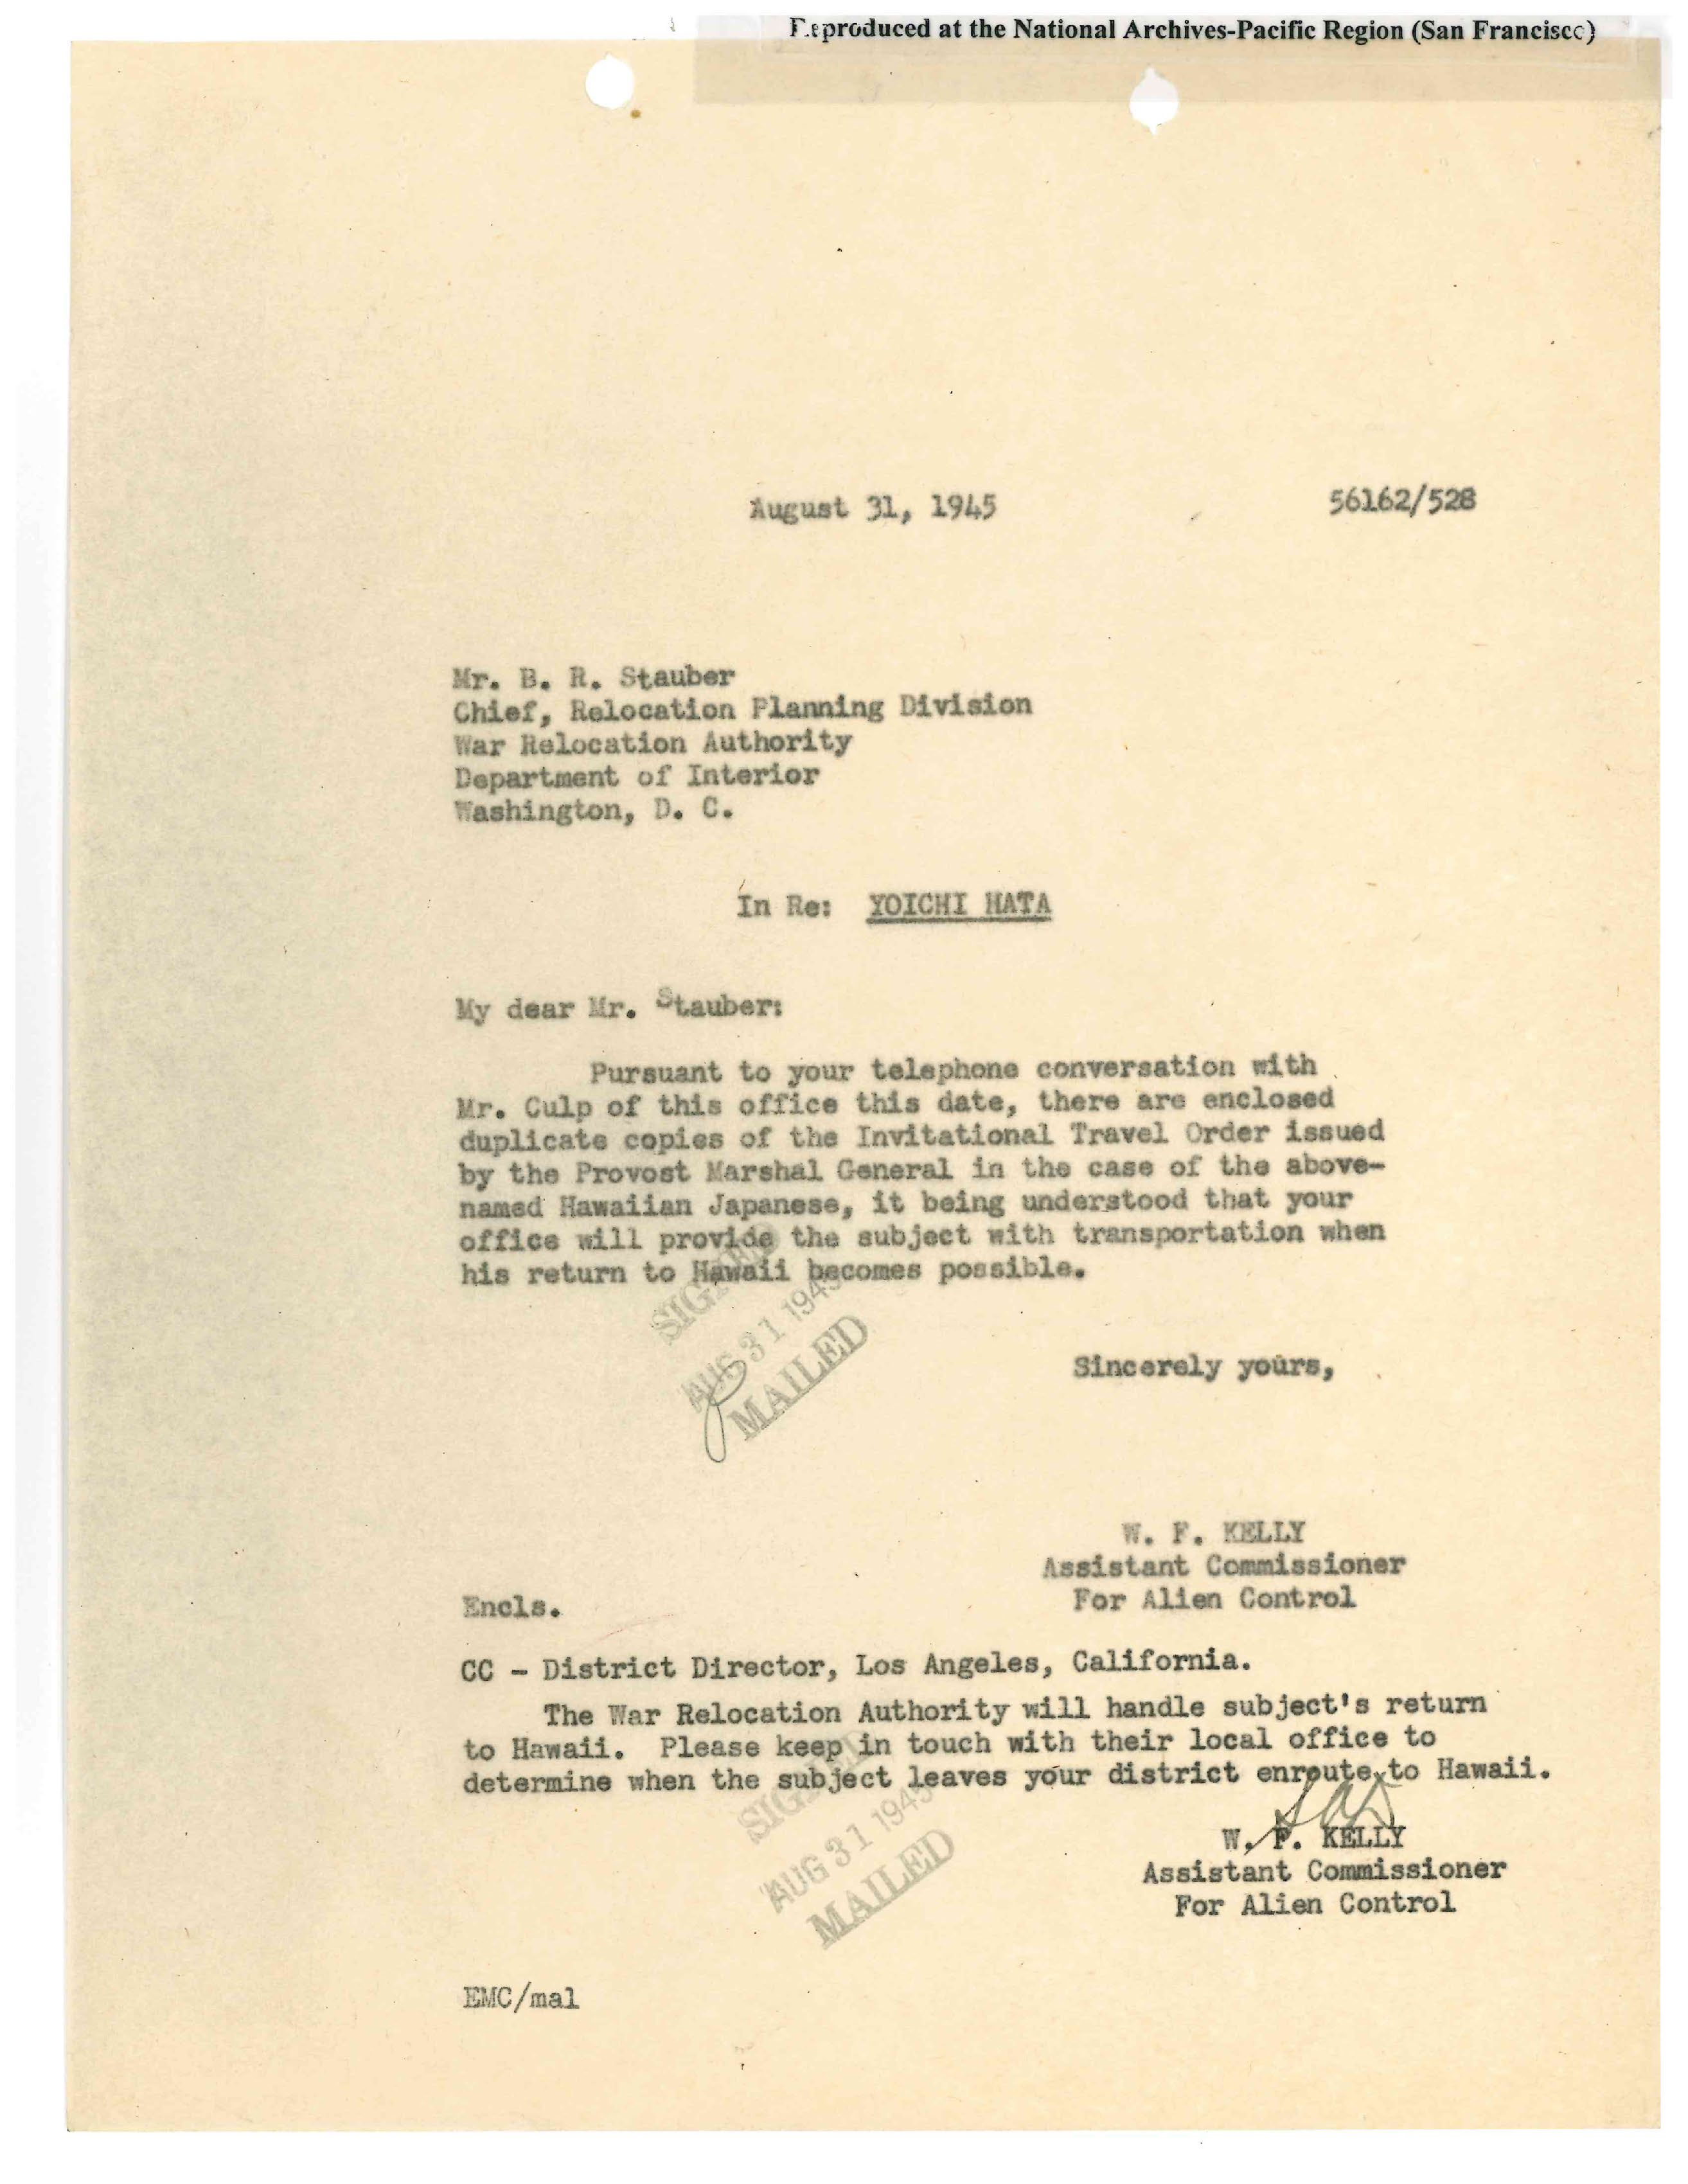 Reproduced at the National Archives-Pacific Region (San Francisco)
August 31, 1945 56162/528
Mr. B. R. Stauber
Chief, Relocation Planning Division
War Relocation Authority
Department of Interior
Washington, D. C.
In Re: YOICHI HATA
My dear Mr. Stauber:
Pursuant to your telephone conversation with
Mr. Culp of this office this date, there are enclosed
duplicate copies of the Invitational Travel Order issued
by the Provost Marshal General in the case of the above-
named Hawaiian Japanese, it being understood that your
office will provide the subject with transportation when
his return to Hawaii becomes possible.
SIGNED
AUG 31 1945
MAILED
Sincerely yours,
W. F. KELLY
Assistant Commissioner
For Alien Control
Encls.
CC - District Director, Los Angeles, California.
The War Relocation Authority will handle subject's return
to Hawaii. Please keep in touch with their local office to
determine when the subject leaves your district enroute to Hawaii.
SIGNED
AUG 31 1945
MAILED
W. F. KELLY
Assistant Commissioner
For Alien Control
EMC/mal